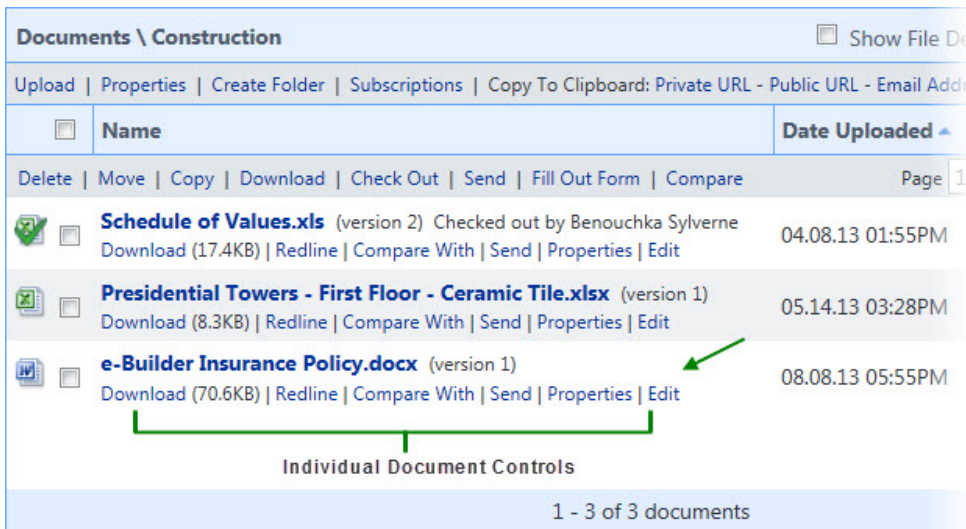 Documents \ Construction Show File
Upload | Properties | Create Folder | Subscriptions | Copy To Clipboard: Private URL - Public URL - Email
Name Date Uploaded
Delete | Move | Copy | Download | Check Out | Send | Fill Out Form | Compare Page 1
Schedule of Values.xls (version 2) Checked out by Benouchka Sylverne
Download (17.4KB) | Redline | Compare With | Send | Properties | Edit
04.08.13 01:55PM
Presidential Towers - First Floor - Ceramic Tile.xlsx (version 1)
Download (8.3KB) | Redline | Compare With | Send | Properties | Edit
05.14.13 03:28PM
e-Builder Insurance Policy.docx (version 1)
Download (70.6KB) | Redline | Compare With | Send | Properties | Edit
08.08.13 05:55PM
Individual Document Controls
1 - 3 of 3 documents